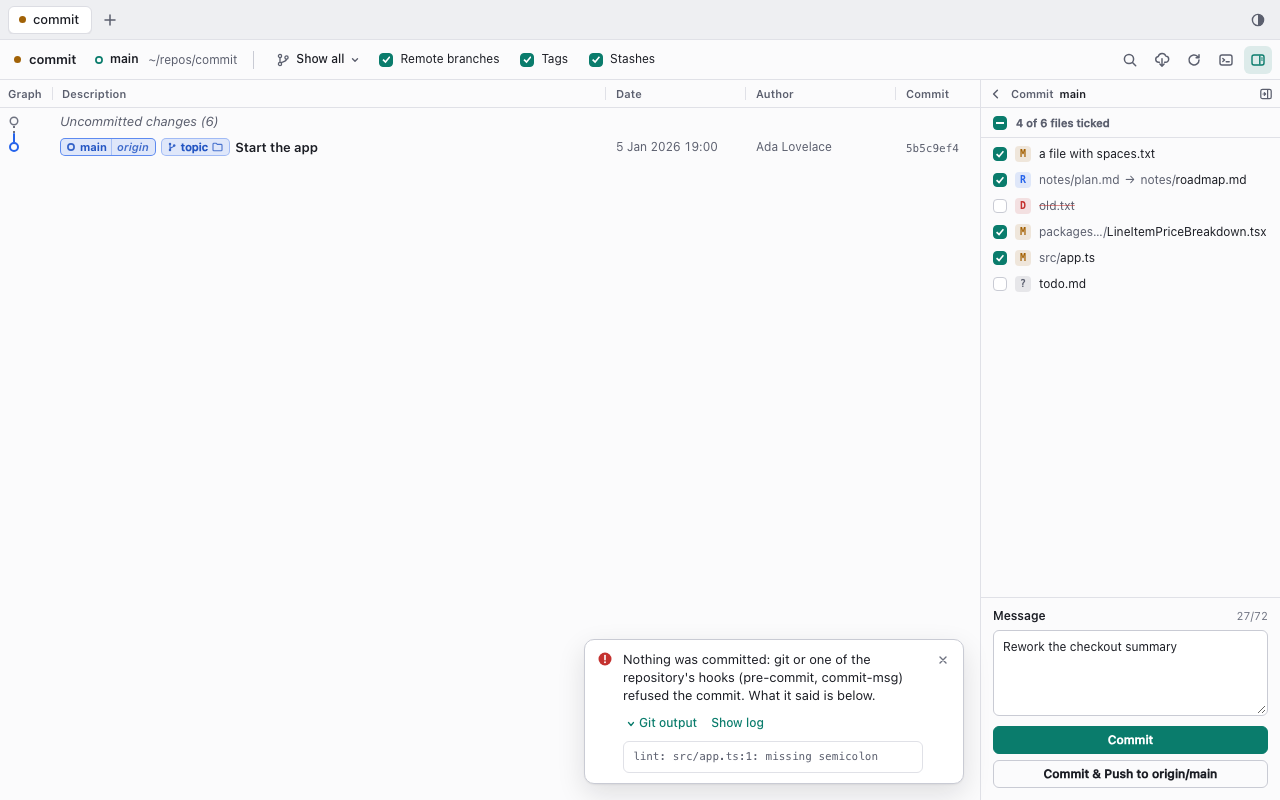 commit
commit main ~/repos/commit Show all Remote branches Tags Stashes
Graph Description Date Author Commit
Uncommitted changes (6)
main origin topic Start the app 5 Jan 2026 19:00 Ada Lovelace 5b5c9ef4
Commit main
4 of 6 files ticked
M a file with spaces.txt
R notes/plan.md → notes/roadmap.md
D old.txt
M packages…/LineItemPriceBreakdown.tsx
M src/app.ts
? todo.md
Message 27/72
Rework the checkout summary
Commit
Commit & Push to origin/main
Nothing was committed: git or one of the
repository's hooks (pre-commit, commit-msg)
refused the commit. What it said is below.
Git output Show log
lint: src/app.ts:1: missing semicolon